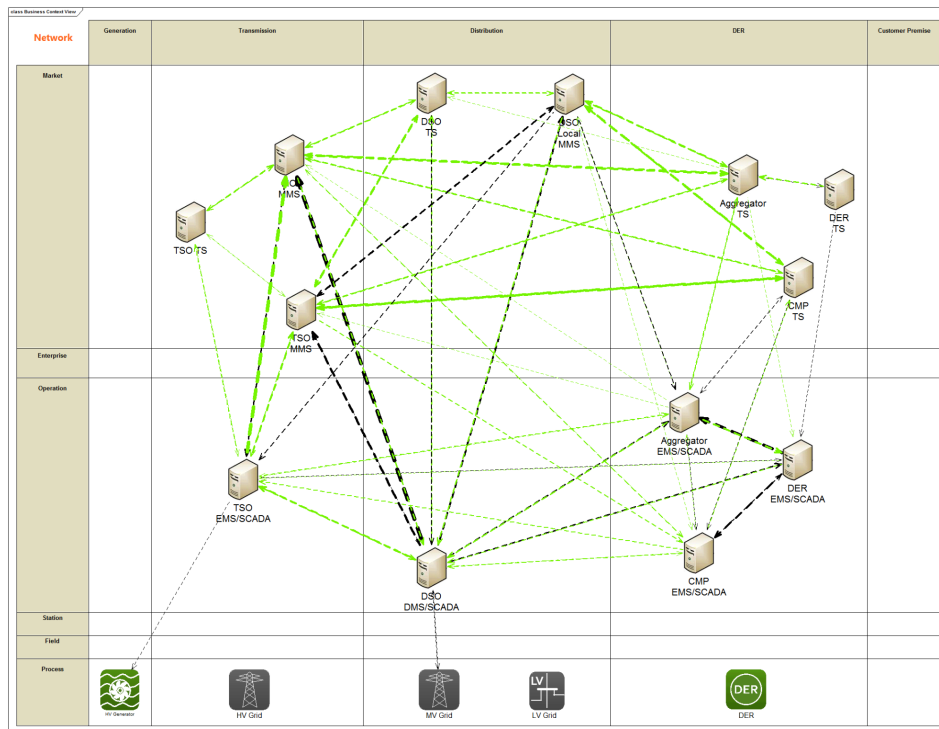 class Business Context View
Network
Generation
Transmission
Distribution
DER
Customer Premise
Market
DSO
TS
Local
MMS
MMS
Aggregator
TS
DER
TS
TSO TS
CMP
TS
TSO
MMS
Enterprise
Operation
Aggregator
EMS/SCADA
DER
EMS/SCADA
TSO
EMS/SCADA
CMP
EMS/SCADA
DSO
DMS/SCADA
Station
Field
Process
LV
DER
HV Generator
HV Grid
MV Grid
LV Grid
DER